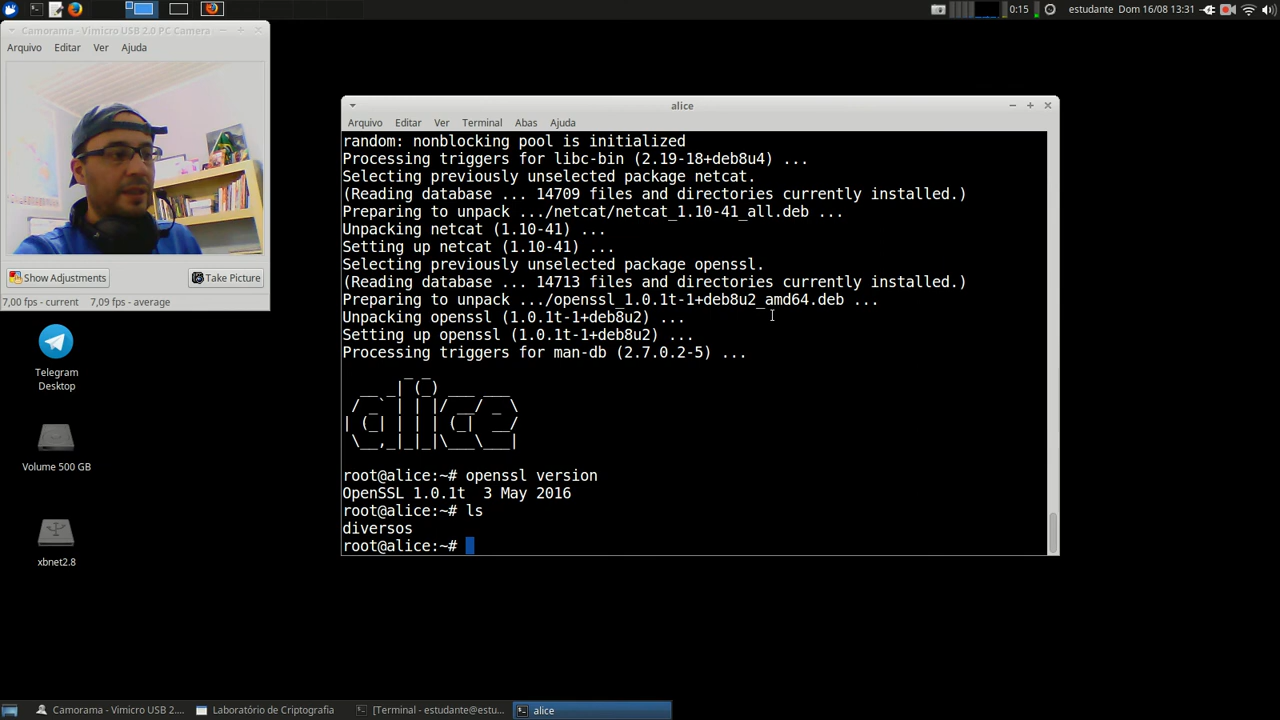 0:15 estudante Dom 16/08 13:31
Camorama - Vimicro USB 2.0 PC Camera
Arquivo Editar Ver Ajuda
Show Adjustments Take Picture
7,00 fps - current 7,09 fps - average
Telegram
Desktop
Volume 500 GB
xbnet2.8
alice
Arquivo Editar Ver Terminal Abas Ajuda
random: nonblocking pool is initialized
Processing triggers for libc-bin (2.19-18+deb8u4) ...
Selecting previously unselected package netcat.
(Reading database ... 14709 files and directories currently installed.)
Preparing to unpack .../netcat/netcat_1.10-41_all.deb ...
Unpacking netcat (1.10-41) ...
Setting up netcat (1.10-41) ...
Selecting previously unselected package openssl.
(Reading database ... 14713 files and directories currently installed.)
Preparing to unpack .../openssl_1.0.1t-1+deb8u2_amd64.deb ...
Unpacking openssl (1.0.1t-1+deb8u2) ...
Setting up openssl (1.0.1t-1+deb8u2) ...
Processing triggers for man-db (2.7.0.2-5) ...
alice
root@alice:~# openssl version
OpenSSL 1.0.1t  3 May 2016
root@alice:~# ls
diversos
root@alice:~#
Camorama - Vimicro USB 2.... Laboratório de Criptografia [Terminal - estudante@estu... alice